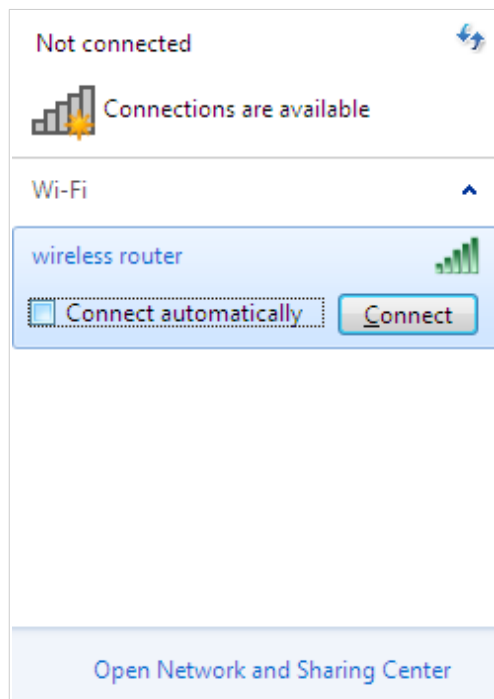 Not connected
Connections are available
Wi-Fi
wireless router
Connect automatically Connect
Open Network and Sharing Center